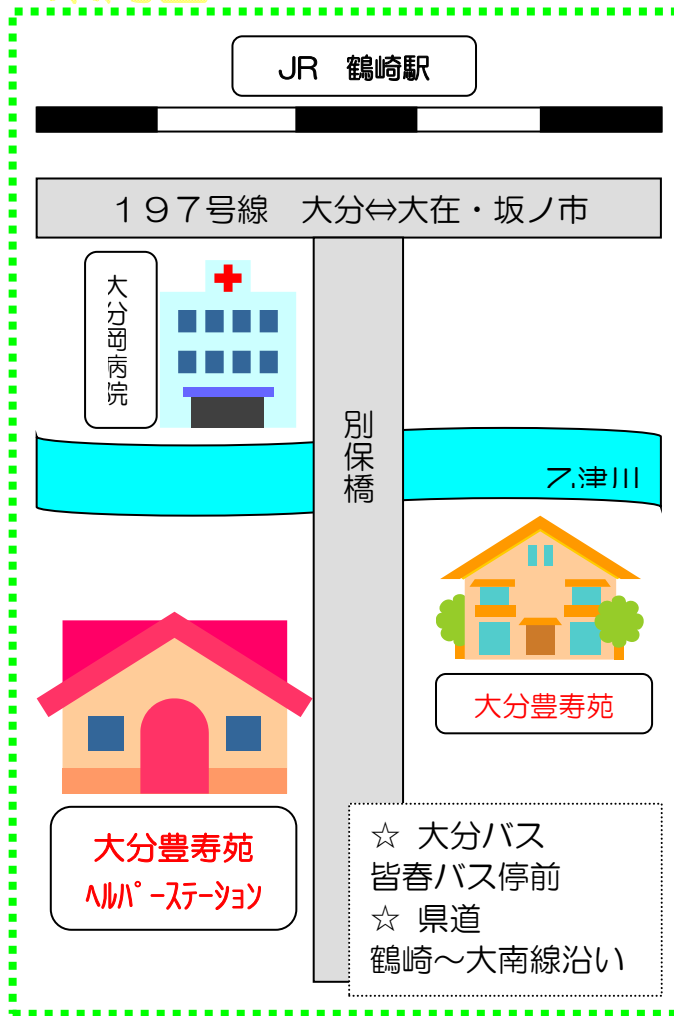 JR 鶴崎駅
197号線 大分⇔大在・坂ノ市
大分岡病院
別保橋
乙津川
大分豊寿苑
大分豊寿苑
ﾍﾙﾊﾟｰｽﾃｰｼｮﾝ
☆ 大分バス
皆春バス停前
☆ 県道
鶴崎～大南線沿い